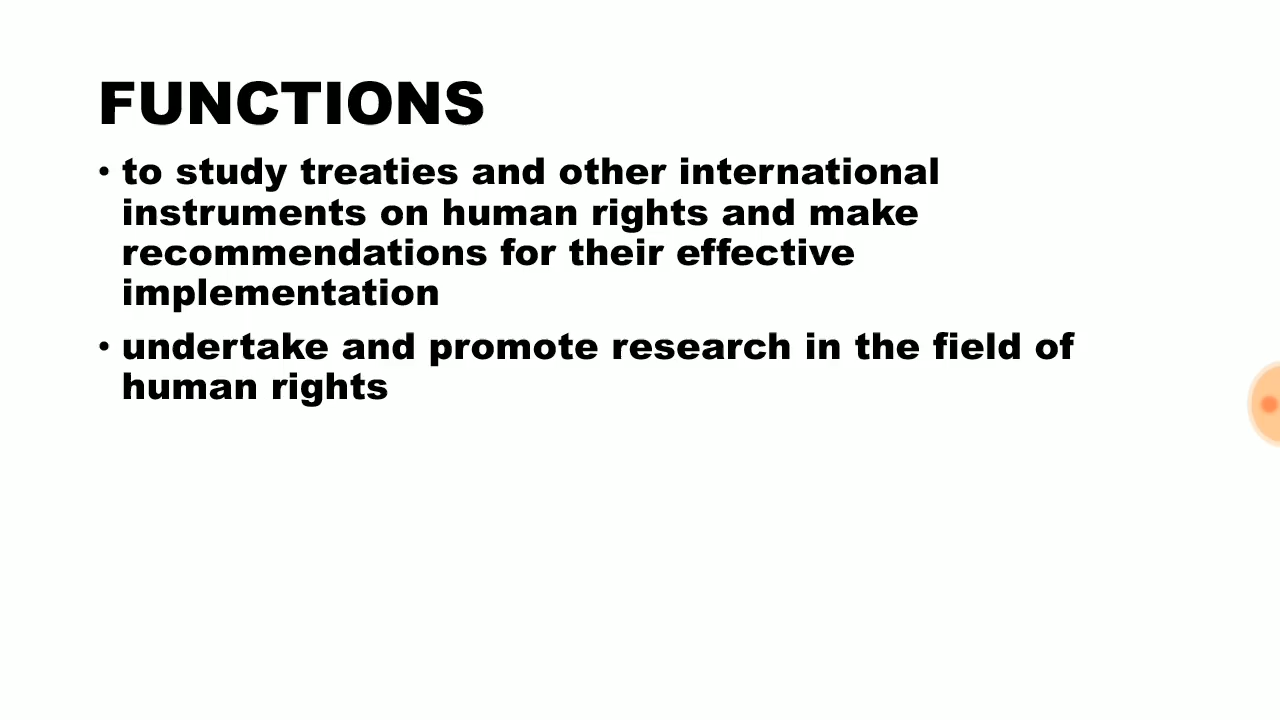 FUNCTIONS
• to study treaties and other international
instruments on human rights and make
recommendations for their effective
implementation
• undertake and promote research in the field of
human rights